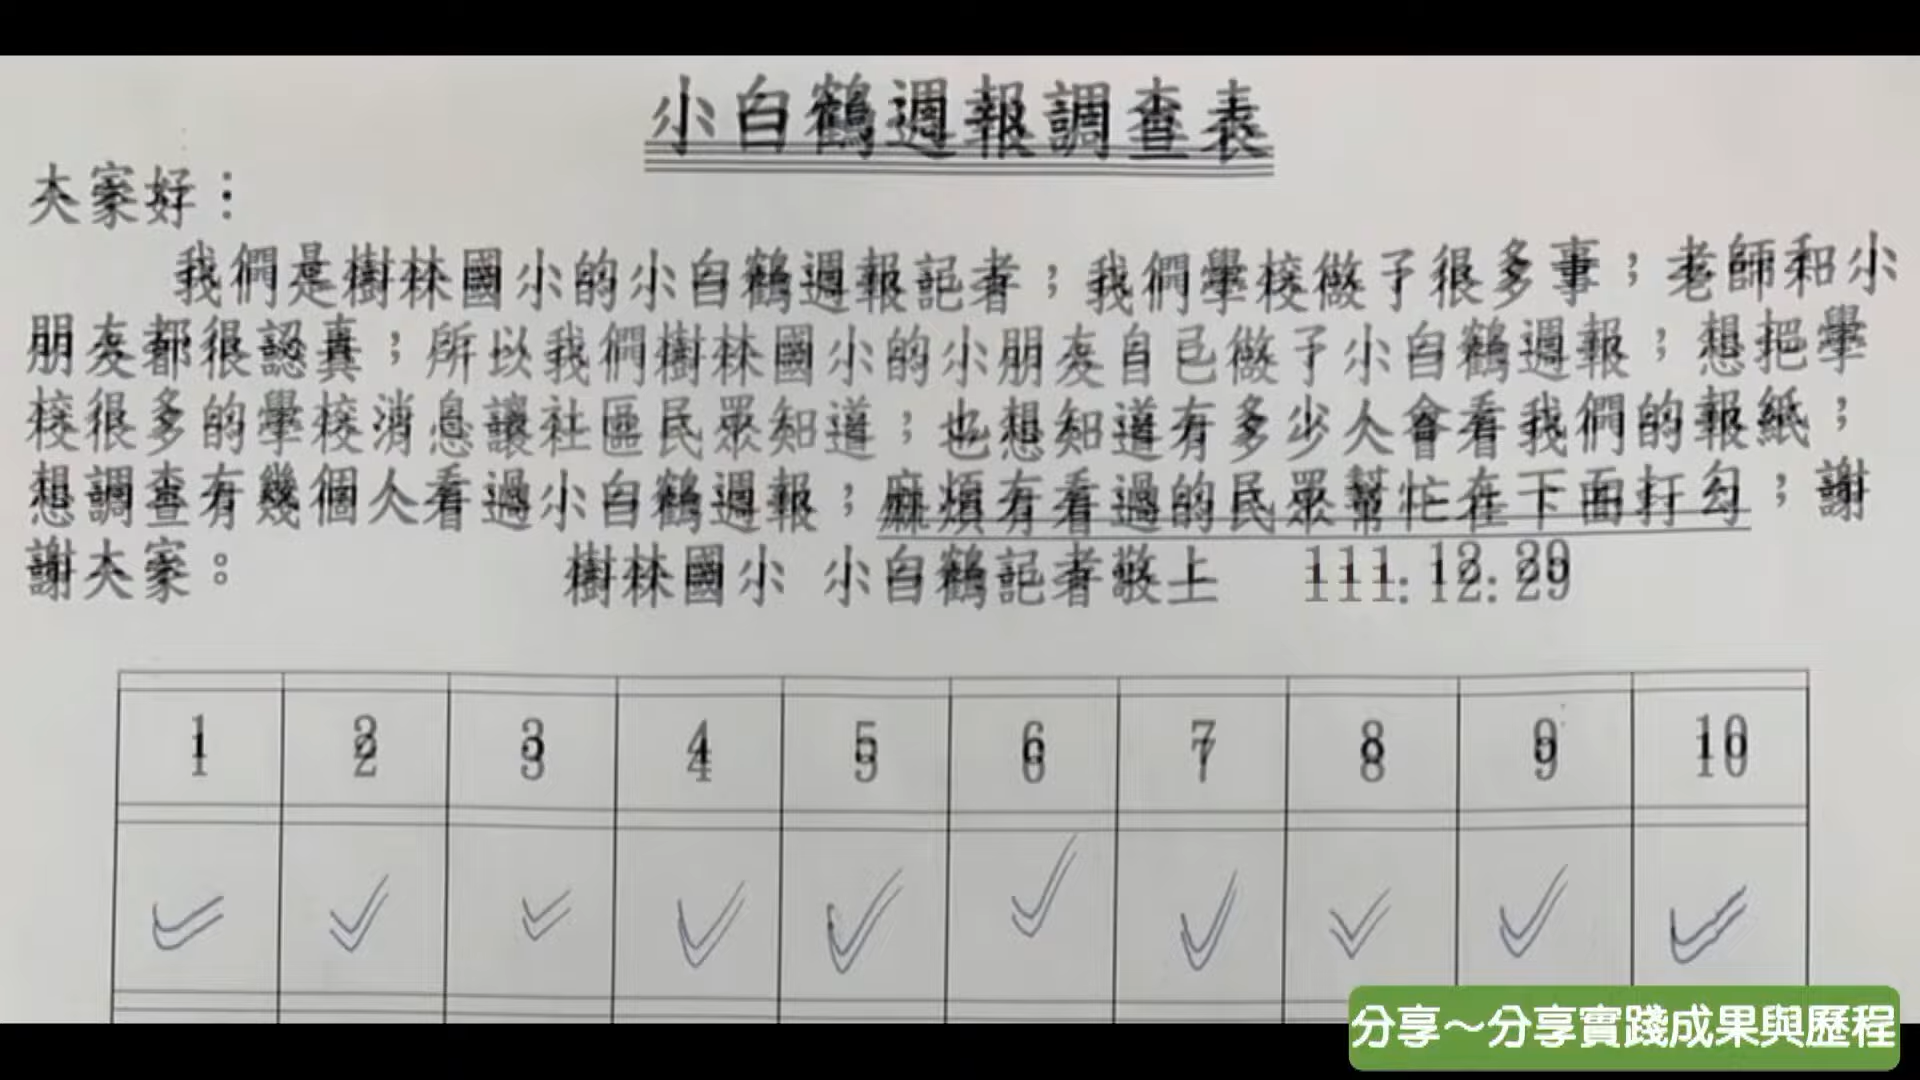 小白鶴週報調查表
大家好：
我們是樹林國小的小白鶴週報記者，我們學校做了很多事，老師和小
朋友都很認真，所以我們樹林國小的小朋友自己做了小白鶴週報，想把學
校很多的學校消息讓社區民眾知道，也想知道有多少人會看我們的報紙，
想調查有幾個人看過小白鶴週報，麻煩有看過的民眾幫忙在下面打勾，謝
謝大家。 樹林國小 小白鶴記者敬上 111.12.29
1 2 3 4 5 6 7 8 9 10
分享～分享實踐成果與歷程